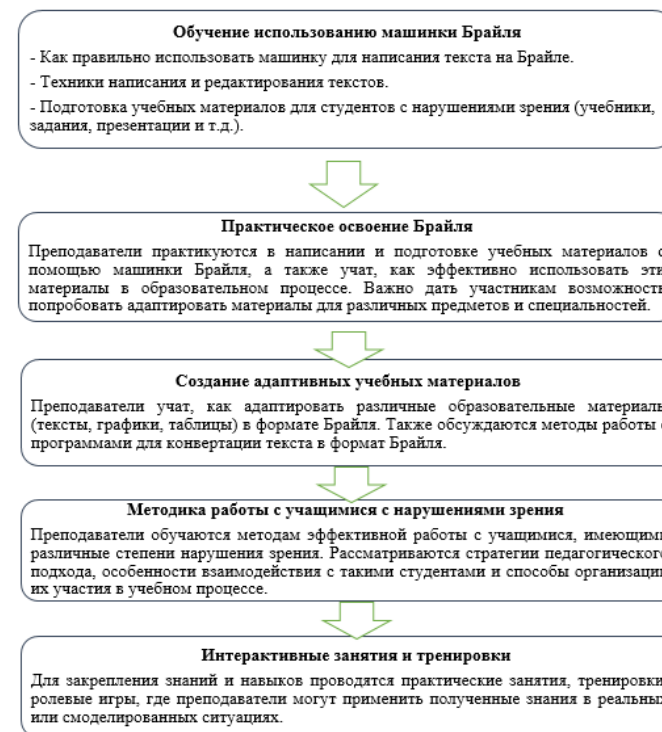 Обучение использованию машинки Брайля
- Как правильно использовать машинку для написания текста на Брайле.
- Техники написания и редактирования текстов.
- Подготовка учебных материалов для студентов с нарушениями зрения (учебники,
задания, презентации и т.д.).
Практическое освоение Брайля
Преподаватели практикуются в написании и подготовке учебных материалов с
помощью машинки Брайля, а также учат, как эффективно использовать эти
материалы в образовательном процессе. Важно дать участникам возможность
попробовать адаптировать материалы для различных предметов и специальностей.
Создание адаптивных учебных материалов
Преподаватели учат, как адаптировать различные образовательные материалы
(тексты, графики, таблицы) в формате Брайля. Также обсуждаются методы работы с
программами для конвертации текста в формат Брайля.
Методика работы с учащимися с нарушениями зрения
Преподаватели обучаются методам эффективной работы с учащимися, имеющими
различные степени нарушения зрения. Рассматриваются стратегии педагогического
подхода, особенности взаимодействия с такими студентами и способы организации
их участия в учебном процессе.
Интерактивные занятия и тренировки
Для закрепления знаний и навыков проводятся практические занятия, тренировки,
ролевые игры, где преподаватели могут применить полученные знания в реальных
или смоделированных ситуациях.